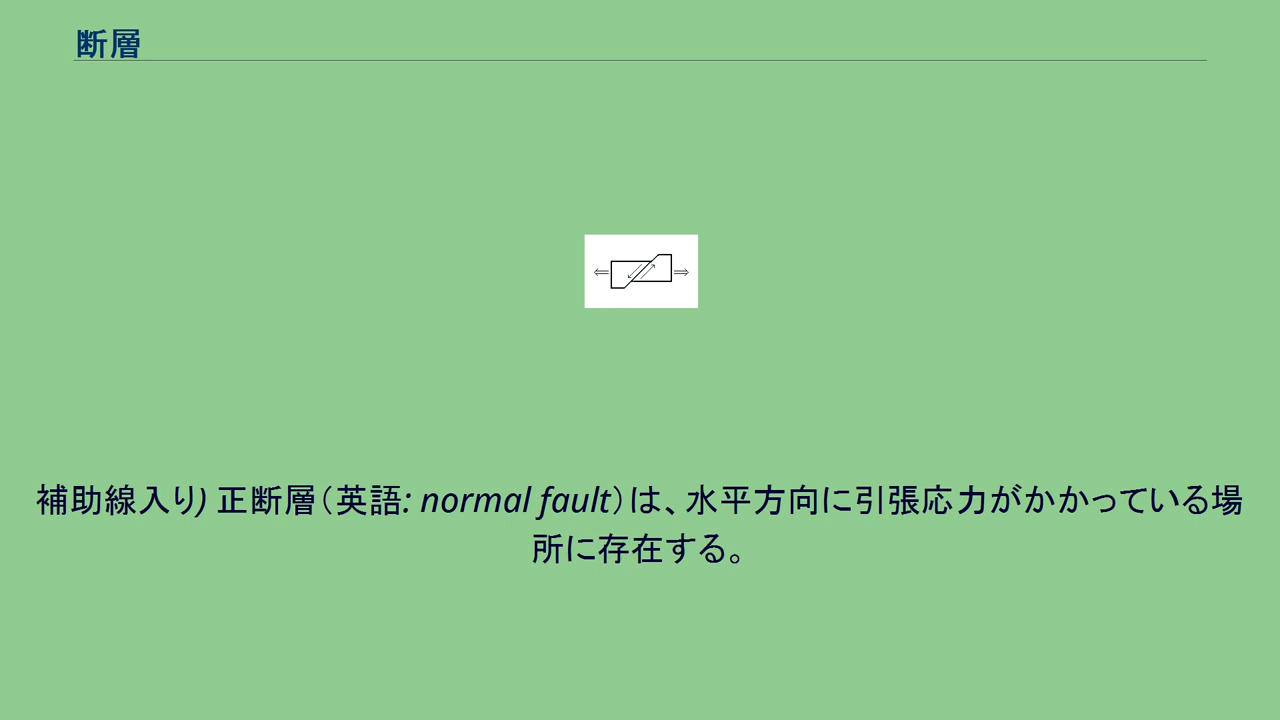 断層
補助線入り) 正断層（英語: normal fault）は、水平方向に引張応力がかかっている場
所に存在する。